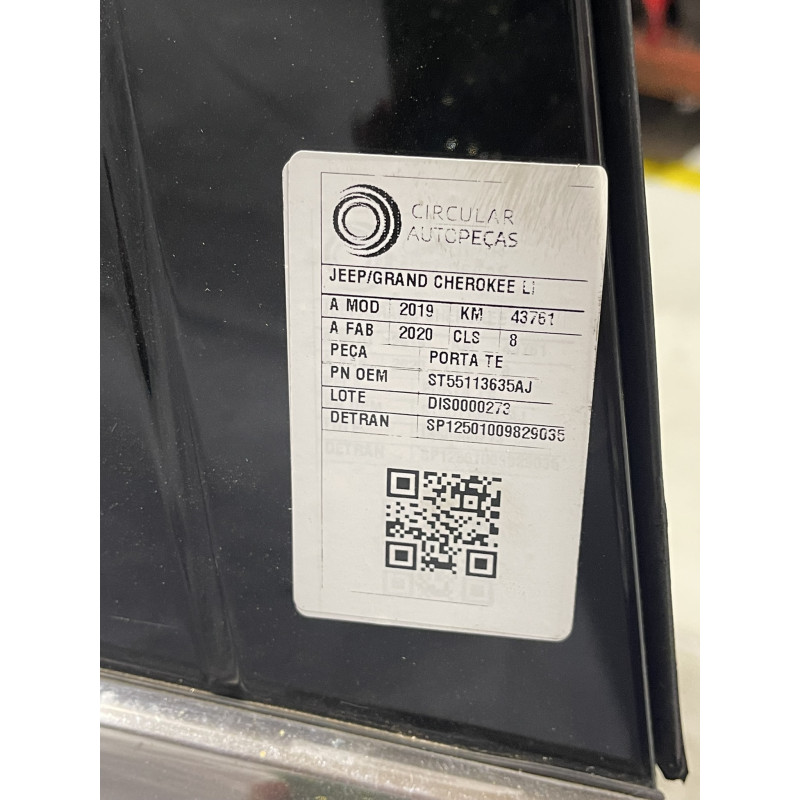 CIRCULAR
AUTOPEÇAS
JEEP/GRAND CHEROKEE LI
A MOD 2019 KM 43761
A FAB 2020 CLS 8
PEÇA PORTA TE
PN OEM ST55113635AJ
LOTE DIS0000273
DETRAN SP12501009829035